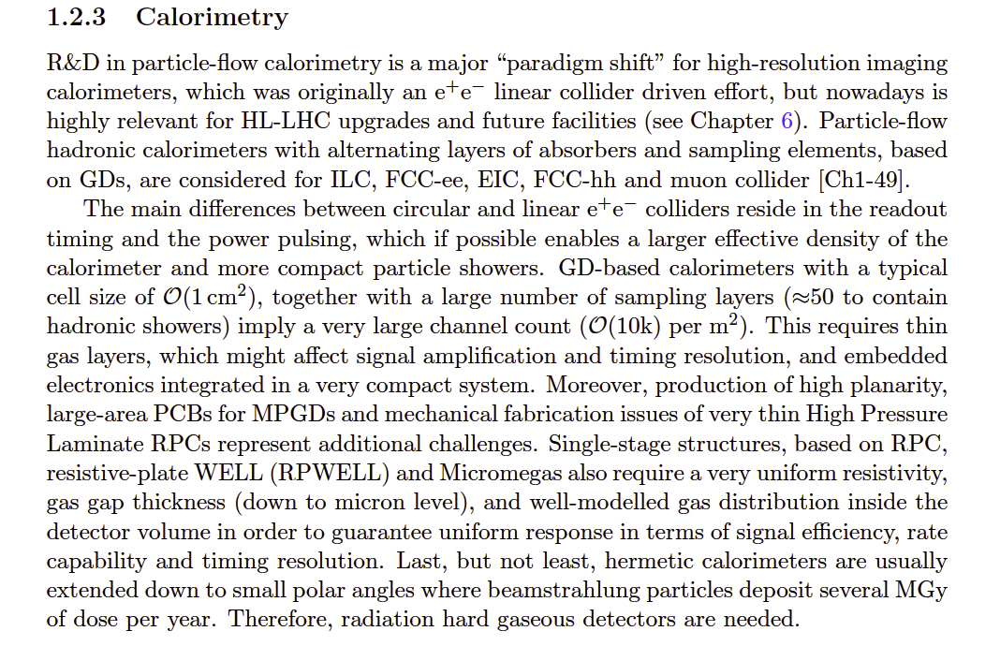 1.2.3 Calorimetry
R&D in particle-flow calorimetry is a major “paradigm shift” for high-resolution imaging
calorimeters, which was originally an e⁺e⁻ linear collider driven effort, but nowadays is
highly relevant for HL-LHC upgrades and future facilities (see Chapter 6). Particle-flow
hadronic calorimeters with alternating layers of absorbers and sampling elements, based
on GDs, are considered for ILC, FCC-ee, EIC, FCC-hh and muon collider [Ch1-49].
The main differences between circular and linear e⁺e⁻ colliders reside in the readout
timing and the power pulsing, which if possible enables a larger effective density of the
calorimeter and more compact particle showers. GD-based calorimeters with a typical
cell size of 𝒪(1 cm²), together with a large number of sampling layers (≈50 to contain
hadronic showers) imply a very large channel count (𝒪(10k) per m²). This requires thin
gas layers, which might affect signal amplification and timing resolution, and embedded
electronics integrated in a very compact system. Moreover, production of high planarity,
large-area PCBs for MPGDs and mechanical fabrication issues of very thin High Pressure
Laminate RPCs represent additional challenges. Single-stage structures, based on RPC,
resistive-plate WELL (RPWELL) and Micromegas also require a very uniform resistivity,
gas gap thickness (down to micron level), and well-modelled gas distribution inside the
detector volume in order to guarantee uniform response in terms of signal efficiency, rate
capability and timing resolution. Last, but not least, hermetic calorimeters are usually
extended down to small polar angles where beamstrahlung particles deposit several MGy
of dose per year. Therefore, radiation hard gaseous detectors are needed.